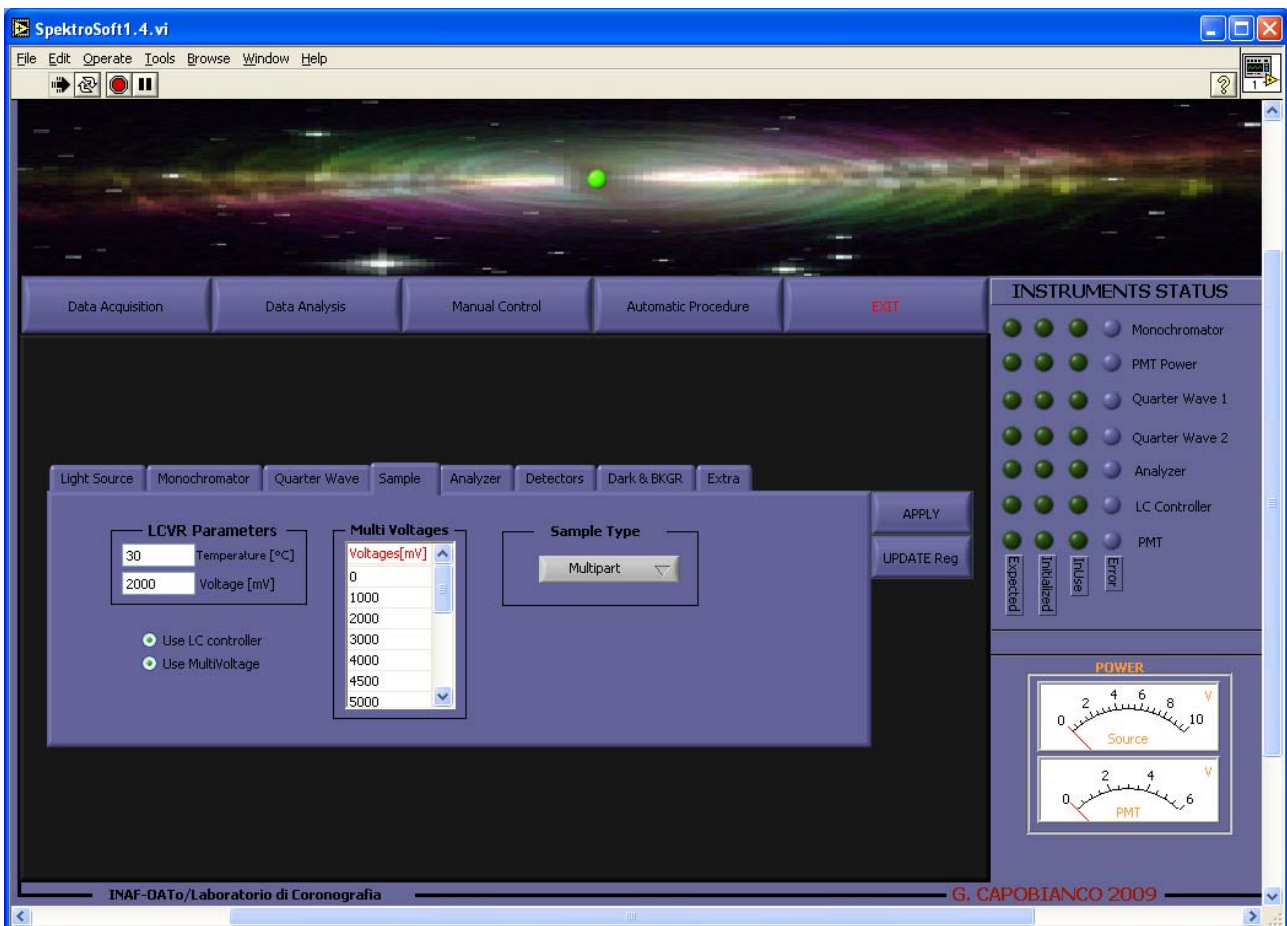 SpektroSoft1.4.vi
File Edit Operate Tools Browse Window Help
1
Data Acquisition
Data Analysis
Manual Control
Automatic Procedure
EXIT
INSTRUMENTS STATUS
Monochromator
PMT Power
Quarter Wave 1
Quarter Wave 2
Analyzer
LC Controller
PMT
Expected
Initialized
InUse
Error
Light Source
Monochromator
Quarter Wave
Sample
Analyzer
Detectors
Dark & BKGR
Extra
LCVR Parameters
30 Temperature [°C]
2000 Voltage [mV]
Use LC controller
Use MultiVoltage
Multi Voltages
Voltages[mV]
0
1000
2000
3000
4000
4500
5000
Sample Type
Multipart
APPLY
UPDATE Reg
POWER
0 2 4 6 8 10 V
Source
0 2 4 6 V
PMT
INAF-OATo/Laboratorio di Coronografia
G. CAPOBIANCO 2009